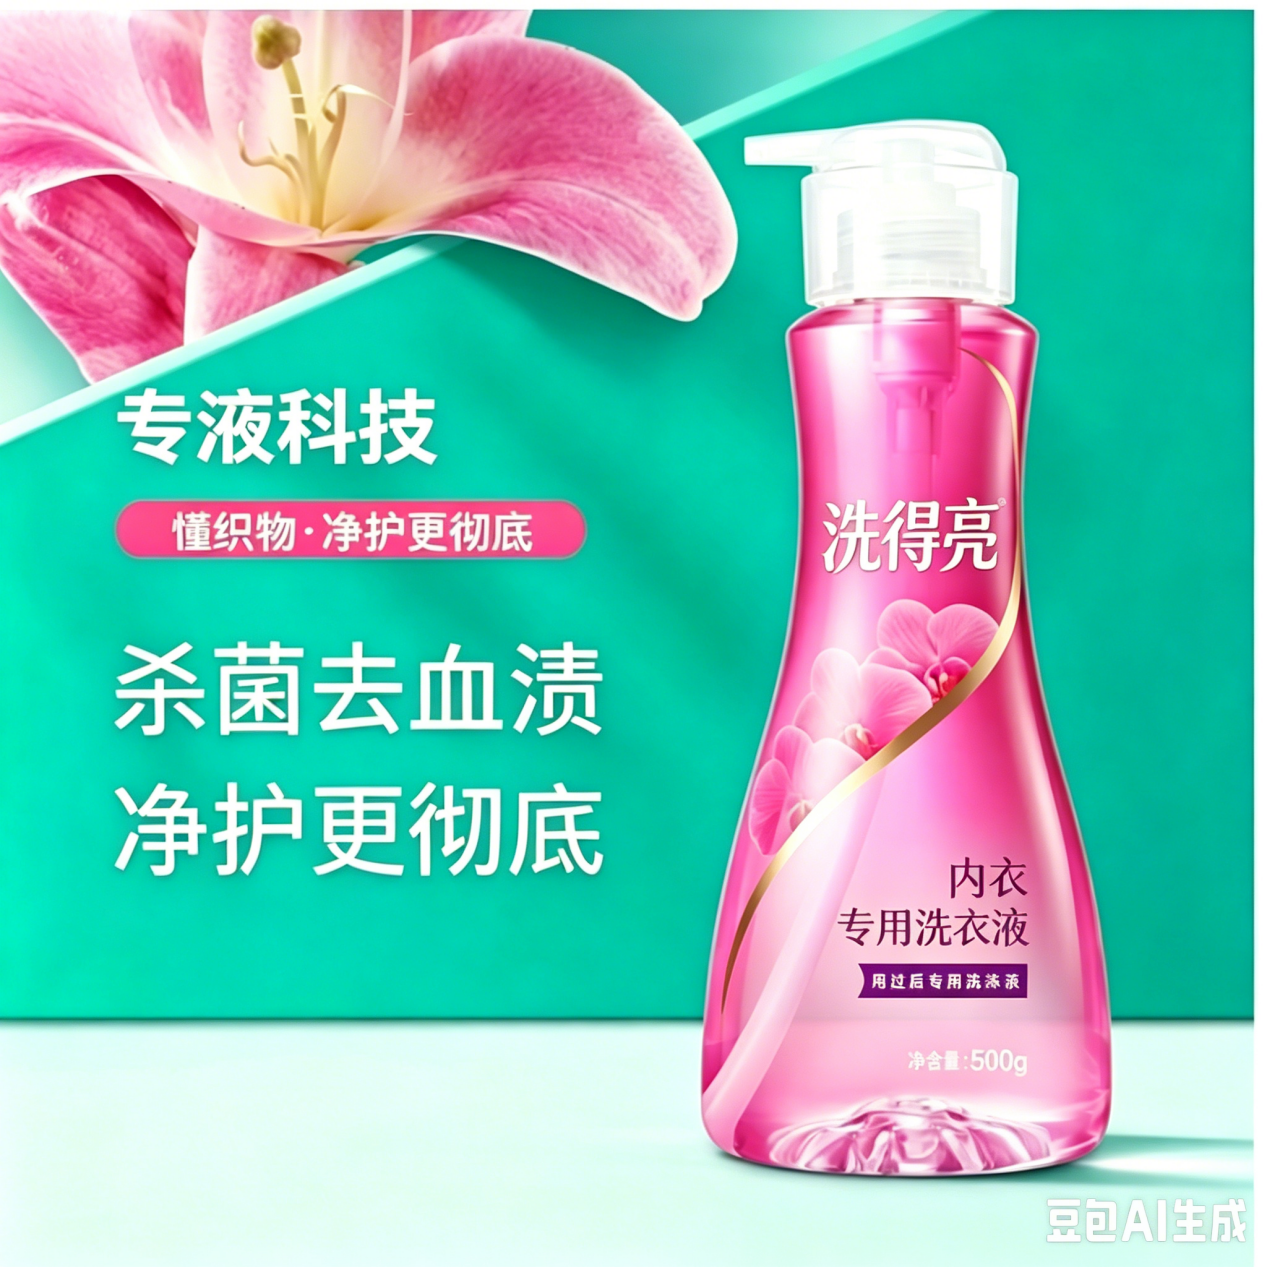 专液科技
懂织物·净护更彻底
杀菌去血渍
净护更彻底
洗得亮
内衣
专用洗衣液
用过后专用洗涤液
净含量:500g
豆包AI生成